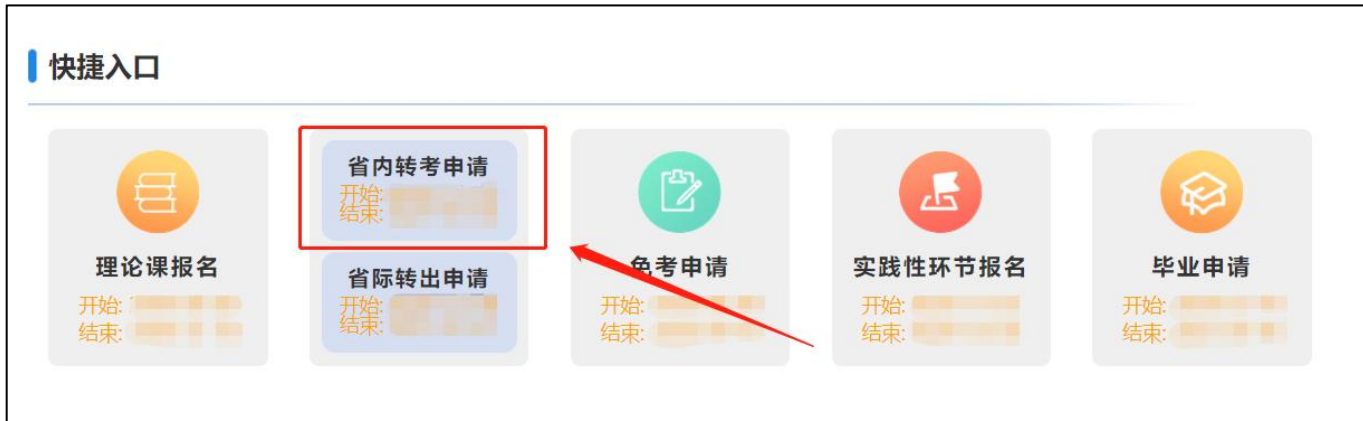 快捷入口
理论课报名
开始:
结束:
省内转考申请
开始:
结束:
省际转出申请
开始:
结束:
免考申请
开始:
结束:
实践性环节报名
开始:
结束:
毕业申请
开始:
结束: